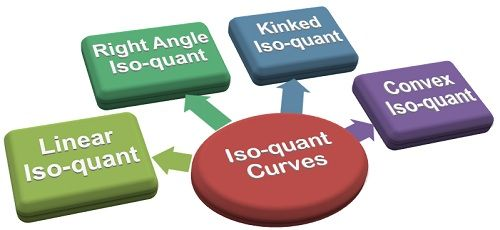 Right Angle
Iso-quant
Kinked
Iso-quant
Convex
Iso-quant
Linear
Iso-quant
Iso-quant
Curves